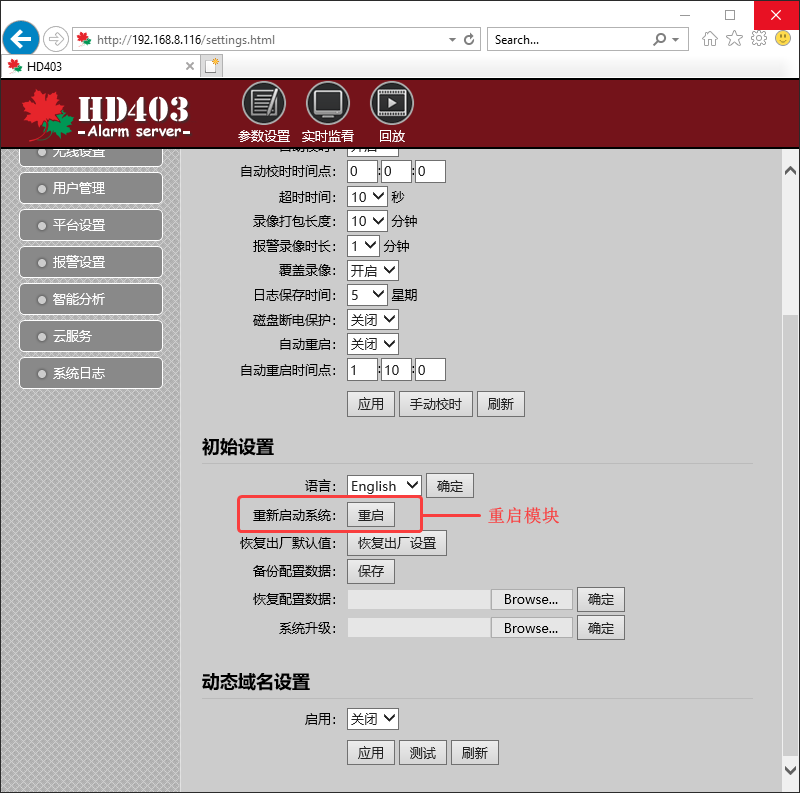 http://192.168.8.116/settings.html
Search...
HD403
HD403
-Alarm server-
参数设置 实时监看 回放
无线设置
用户管理
平台设置
报警设置
智能分析
云服务
系统日志
自动校时: 开启
自动校时时间点: 0 : 0 : 0
超时时间: 10 秒
录像打包长度: 10 分钟
报警录像时长: 1 分钟
覆盖录像: 开启
日志保存时间: 5 星期
磁盘断电保护: 关闭
自动重启: 关闭
自动重启时间点: 1 : 10 : 0
应用 手动校时 刷新
初始设置
语言: English 确定
重新启动系统: 重启 重启模块
恢复出厂默认值: 恢复出厂设置
备份配置数据: 保存
恢复配置数据: Browse... 确定
系统升级: Browse... 确定
动态域名设置
启用: 关闭
应用 测试 刷新